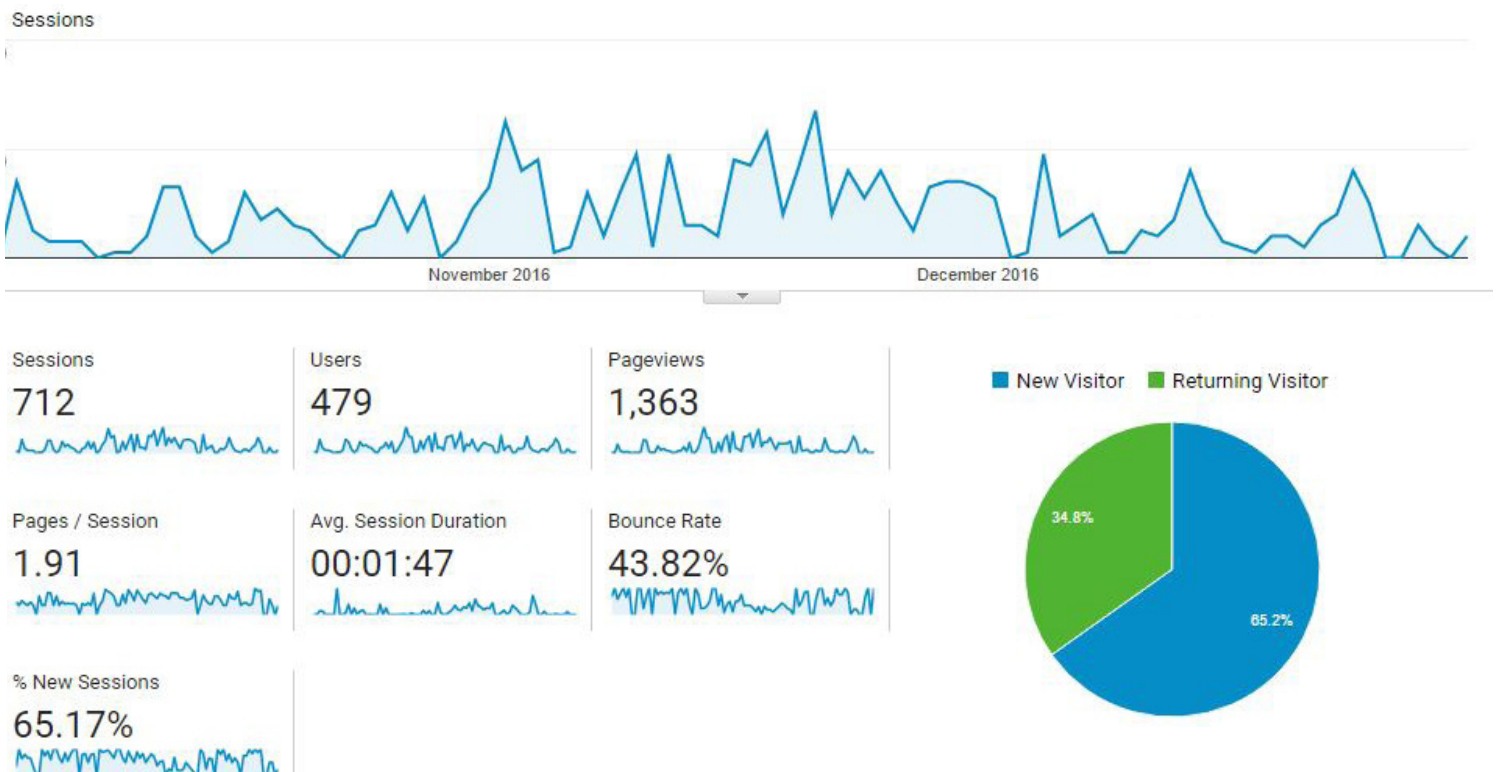 Sessions
November 2016
December 2016
Sessions
712
Users
479
Pageviews
1,363
New Visitor
Returning Visitor
34.8%
65.2%
Pages / Session
1.91
Avg. Session Duration
00:01:47
Bounce Rate
43.82%
% New Sessions
65.17%